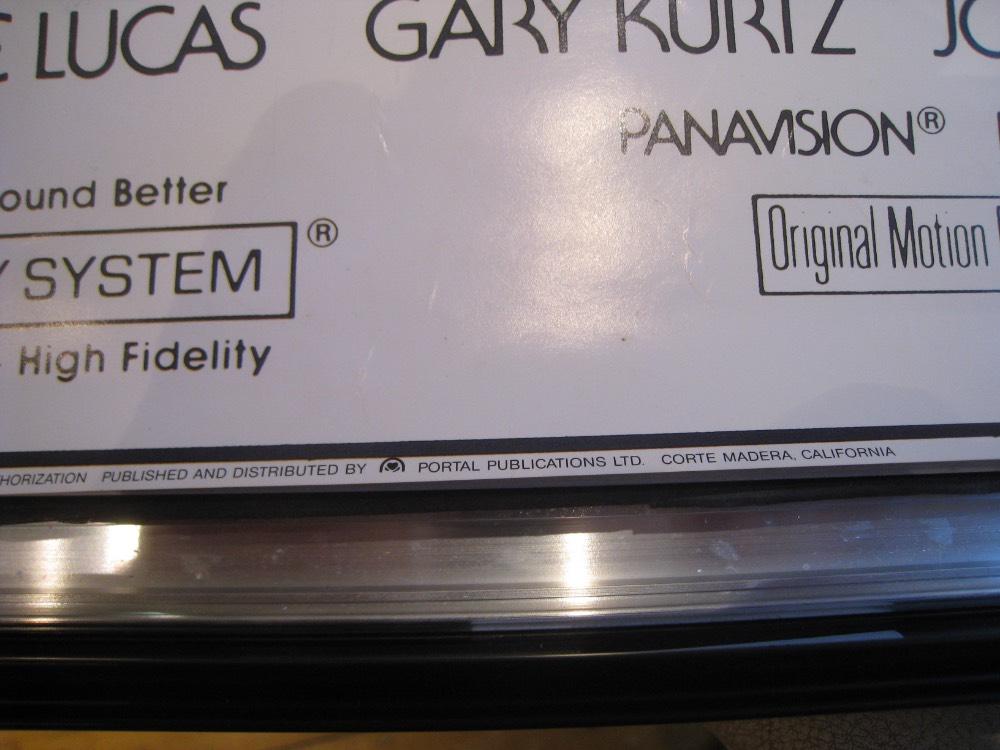 LUCAS GARY KURTZ
PANAVISION®
ound Better
SYSTEM®
Original Motion
High Fidelity
HORIZATION PUBLISHED AND DISTRIBUTED BY PORTAL PUBLICATIONS LTD. CORTE MADERA, CALIFORNIA